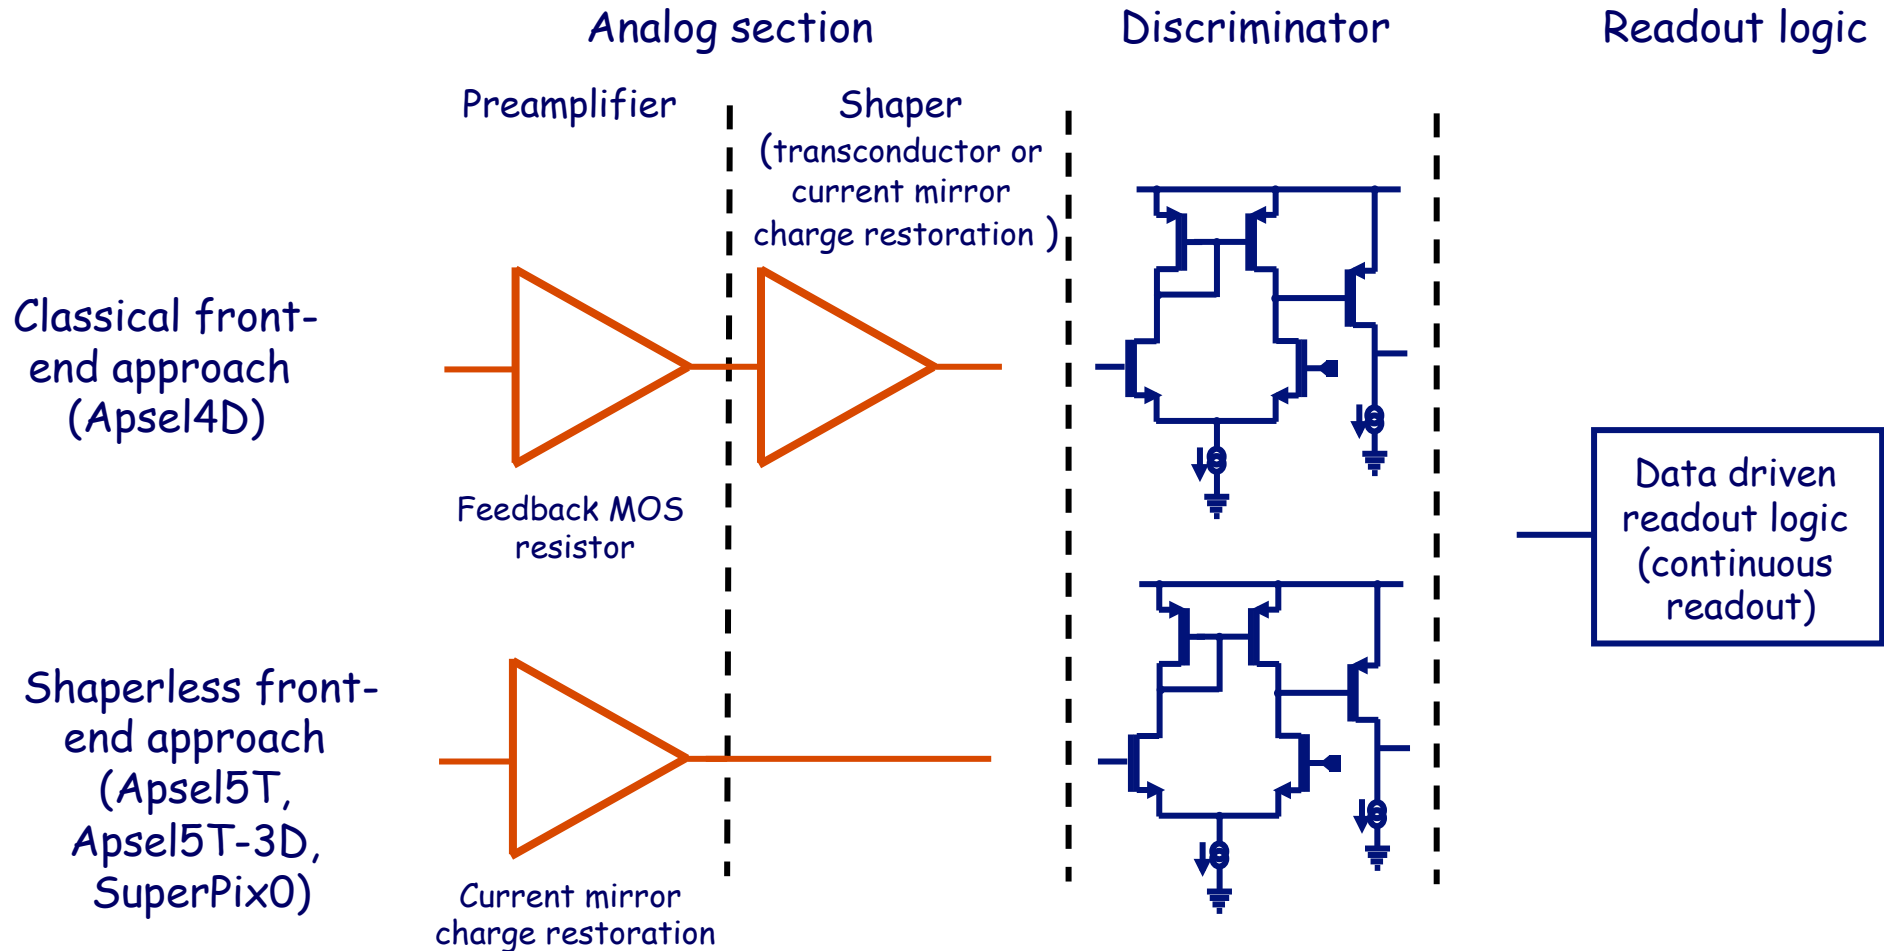 Analog section
Discriminator
Readout logic
Preamplifier
Shaper
(transconductor or
current mirror
charge restoration )
Classical front-
end approach
(Apsel4D)
Feedback MOS
resistor
Data driven
readout logic
(continuous
readout)
Shaperless front-
end approach
(Apsel5T,
Apsel5T-3D,
SuperPix0)
Current mirror
charge restoration